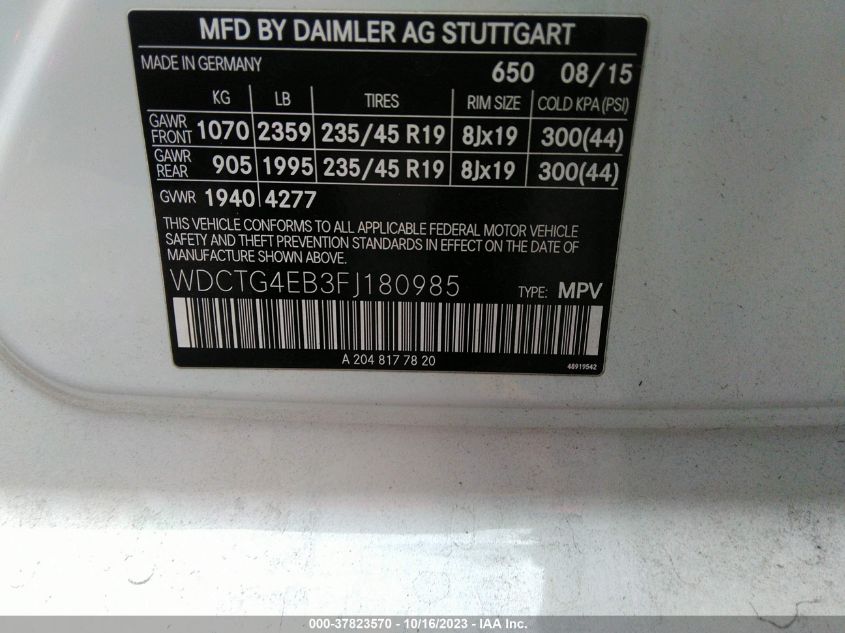 MFD BY DAIMLER AG STUTTGART
MADE IN GERMANY 650 08/15
KG LB TIRES RIM SIZE COLD KPA (PSI)
GAWR FRONT 1070 2359 235/45 R19 8Jx19 300(44)
GAWR REAR 905 1995 235/45 R19 8Jx19 300(44)
GVWR 1940 4277
THIS VEHICLE CONFORMS TO ALL APPLICABLE FEDERAL MOTOR VEHICLE
SAFETY AND THEFT PREVENTION STANDARDS IN EFFECT ON THE DATE OF
MANUFACTURE SHOWN ABOVE.
WDCTG4EB3FJ180985 TYPE: MPV
A 204 817 78 20 48919542
000-37823570 - 10/16/2023 - IAA Inc.